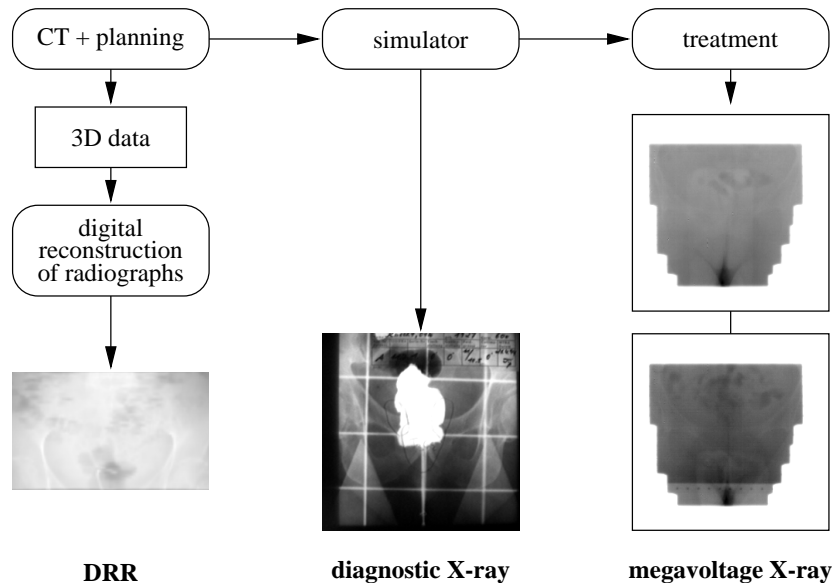 CT + planning
simulator
treatment
3D data
digital
reconstruction
of radiographs
DRR
diagnostic X-ray
megavoltage X-ray